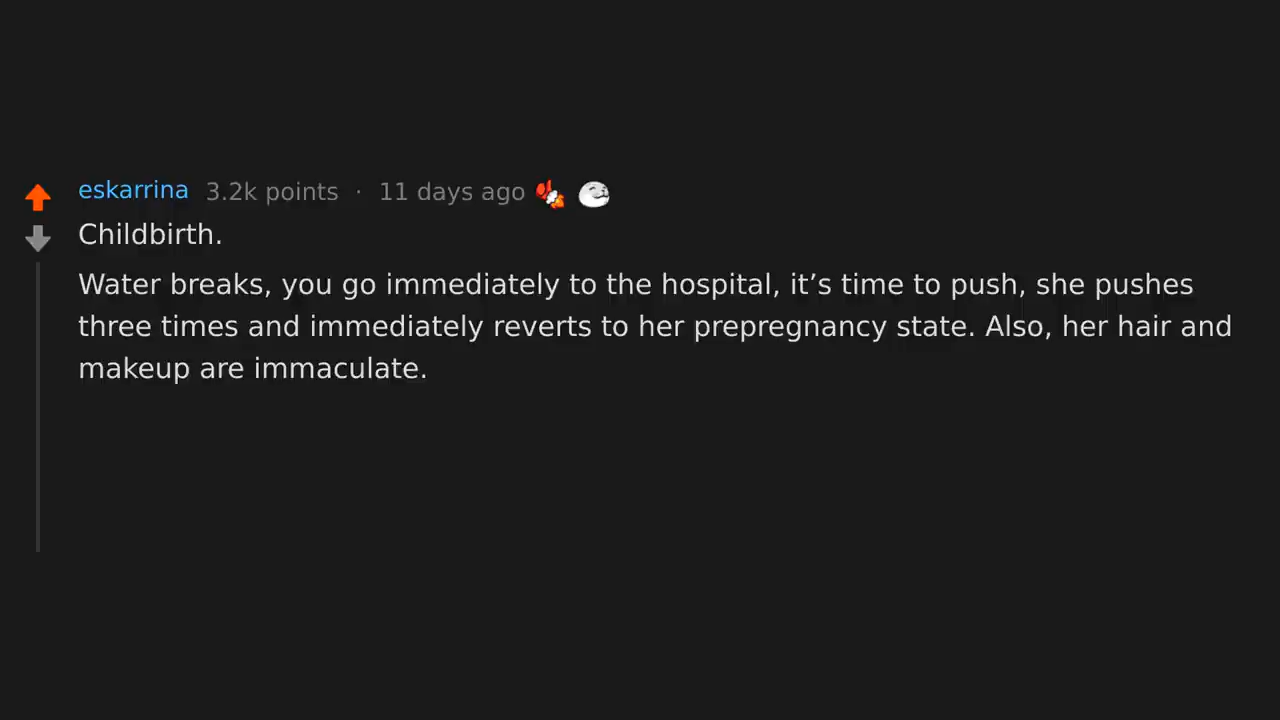 eskarrina 3.2k points · 11 days ago
Childbirth.
Water breaks, you go immediately to the hospital, it’s time to push, she pushes
three times and immediately reverts to her prepregnancy state. Also, her hair and
makeup are immaculate.